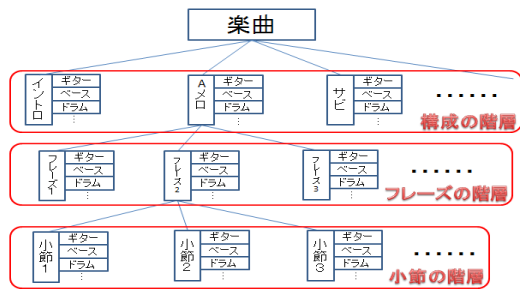 楽曲
イントロ
ギター
ベース
ドラム
⋮
Aメロ
ギター
ベース
ドラム
⋮
サビ
ギター
ベース
ドラム
⋮
・・・・・・
構成の階層
フレーズ1
ギター
ベース
ドラム
⋮
フレーズ2
ギター
ベース
ドラム
⋮
フレーズ3
ギター
ベース
ドラム
⋮
・・・・・・
フレーズの階層
小節1
ギター
ベース
ドラム
⋮
小節2
ギター
ベース
ドラム
⋮
小節3
ギター
ベース
ドラム
⋮
・・・・・・
小節の階層